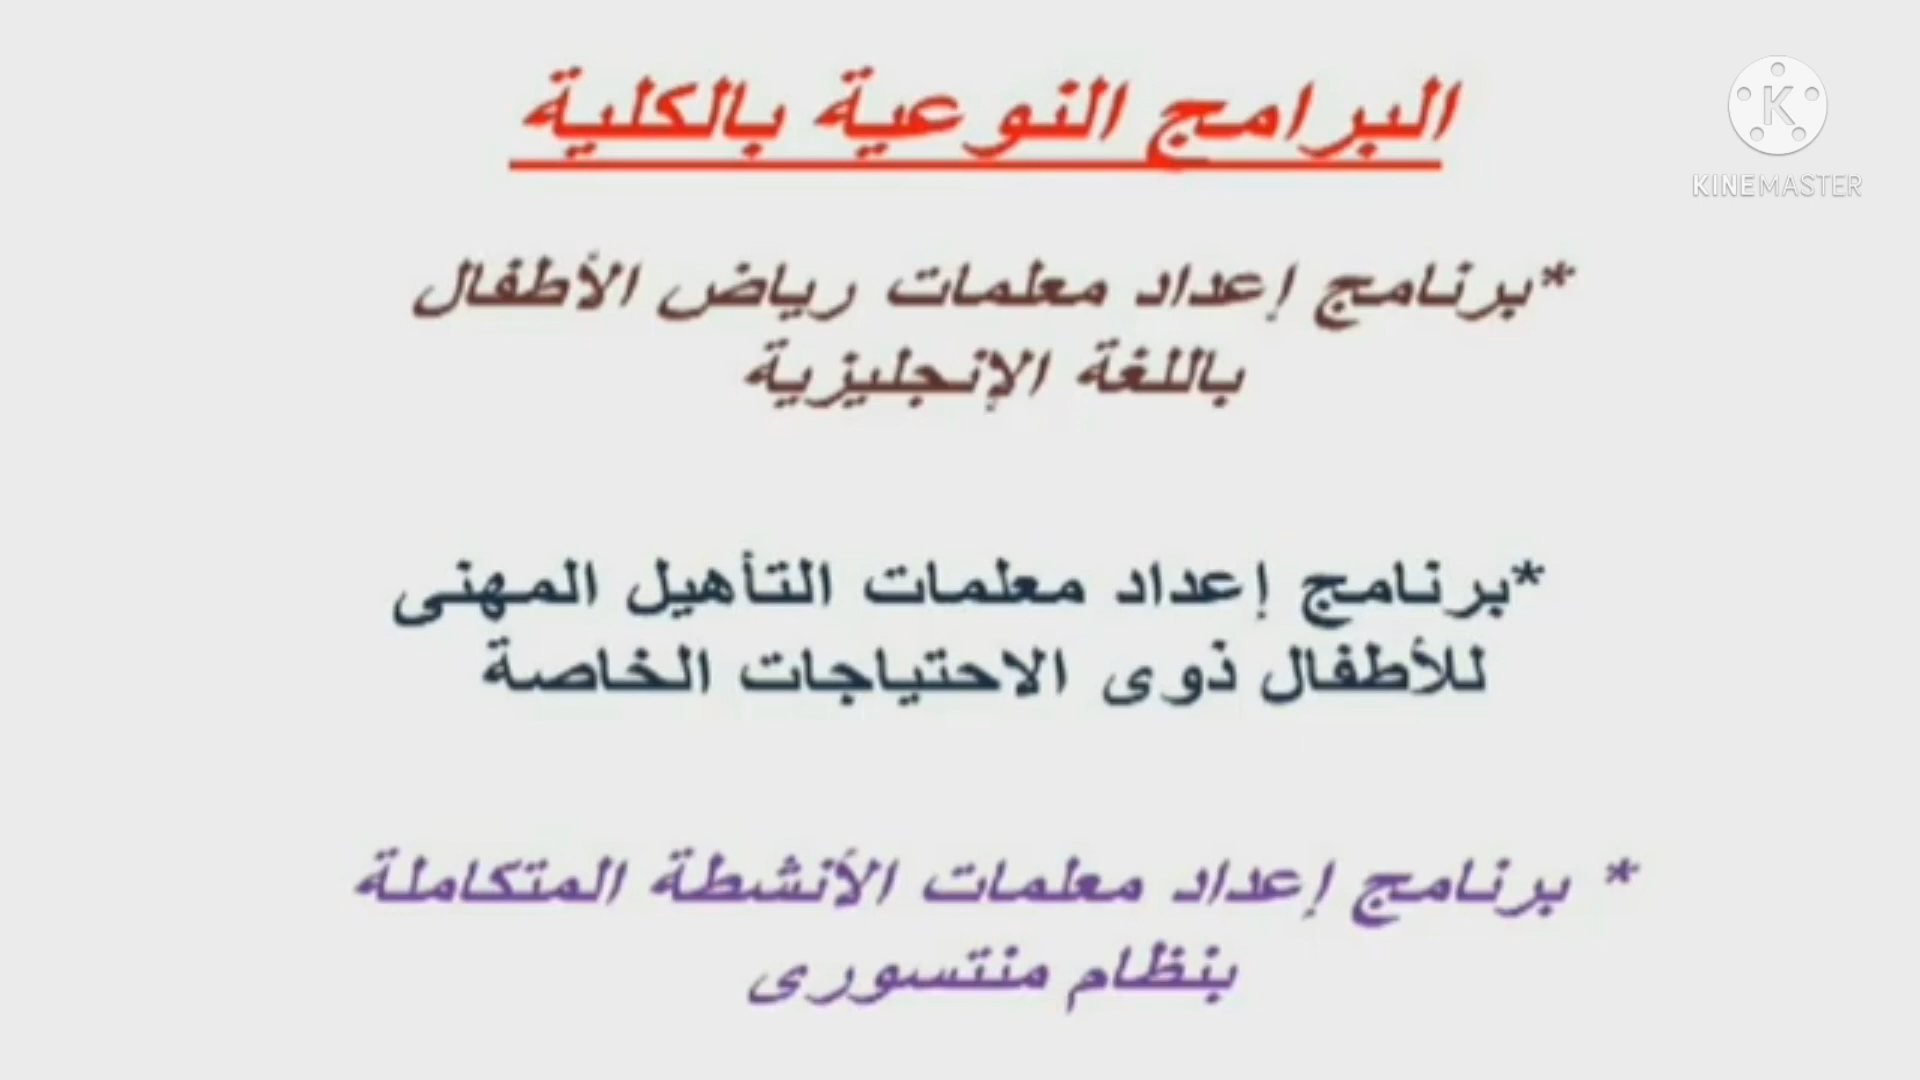 البرامج النوعية بالكلية
KINEMASTER
*برنامج إعداد معلمات رياض الأطفال
باللغة الإنجليزية
*برنامج إعداد معلمات التأهيل المهنى
للأطفال ذوى الاحتياجات الخاصة
* برنامج إعداد معلمات الأنشطة المتكاملة
بنظام منتسورى